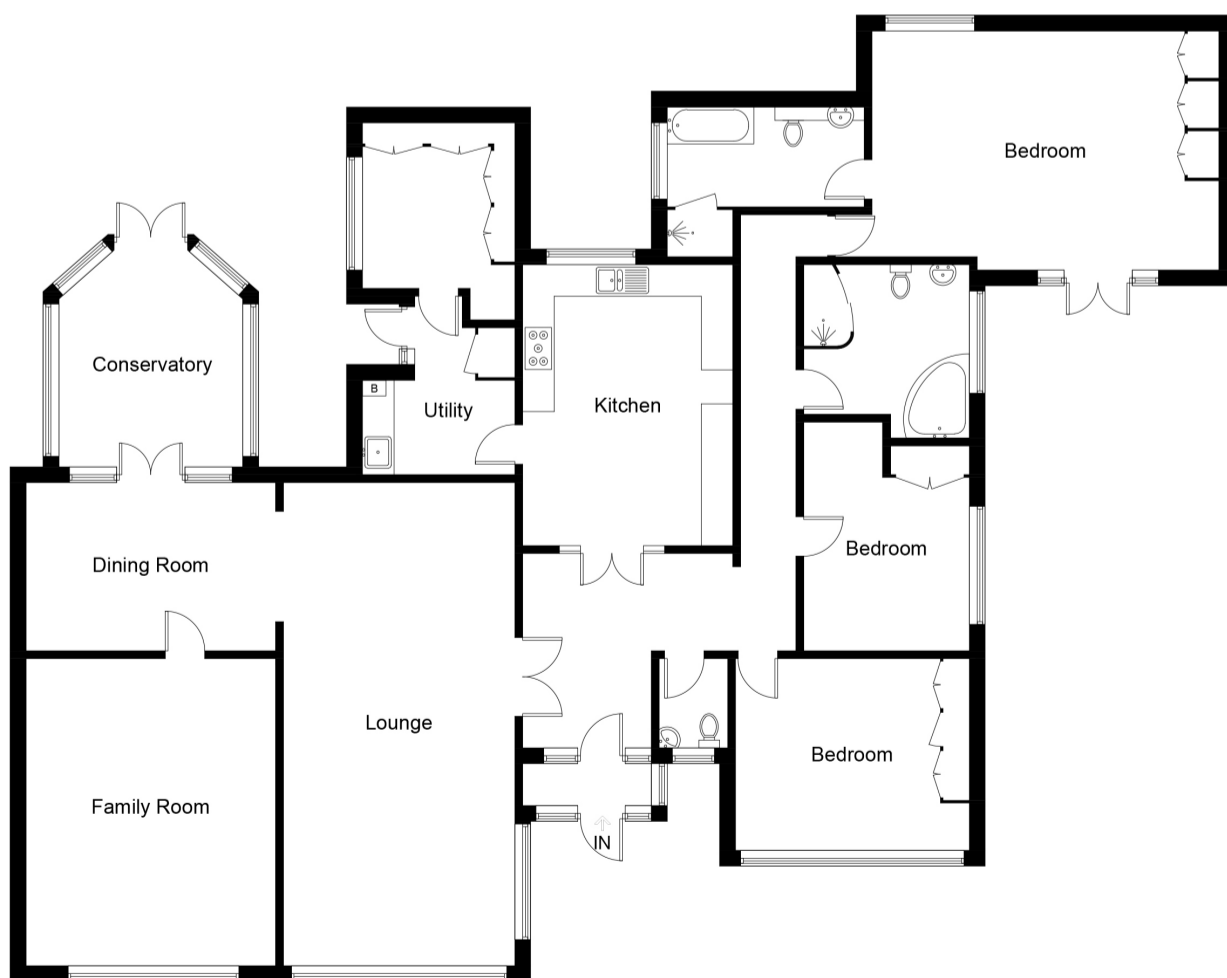 Bedroom
Conservatory
Kitchen
B
Utility
Bedroom
Dining Room
Lounge
Bedroom
Family Room
IN